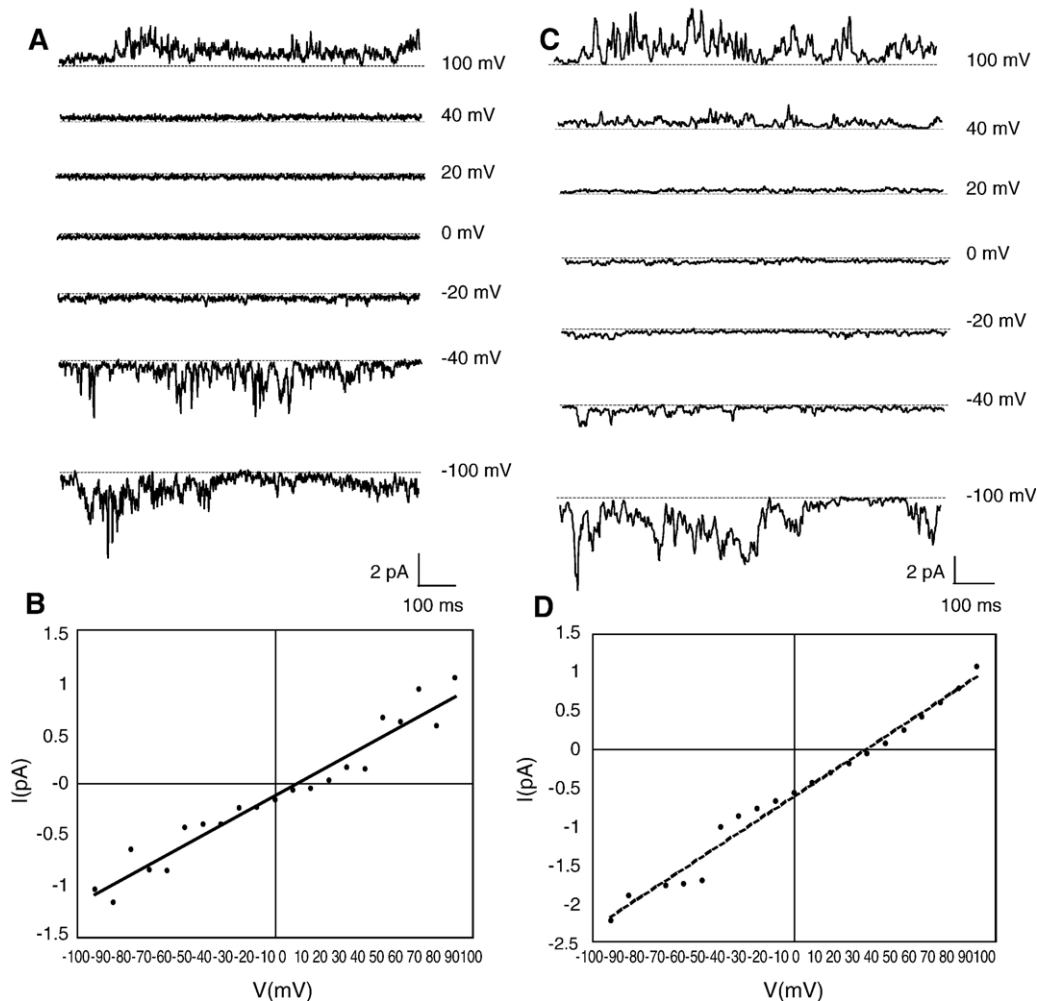 A
100 mV
40 mV
20 mV
0 mV
-20 mV
-40 mV
-100 mV
2 pA
100 ms
C
100 mV
40 mV
20 mV
0 mV
-20 mV
-40 mV
-100 mV
2 pA
100 ms
B
1.5
1
0.5
-0
-0.5
-1
-1.5
I(pA)
-100 -90-80-70-60-50-40-30-20-10 0 10 20 30 40 50 60 70 80 90100
V(mV)
D
1.5
1
0.5
0
-0.5
-1
-1.5
-2
-2.5
I(pA)
-100-90-80-70-60-50-40-30-20-10 0 10 20 30 40 50 60 70 80 90 100
V(mV)